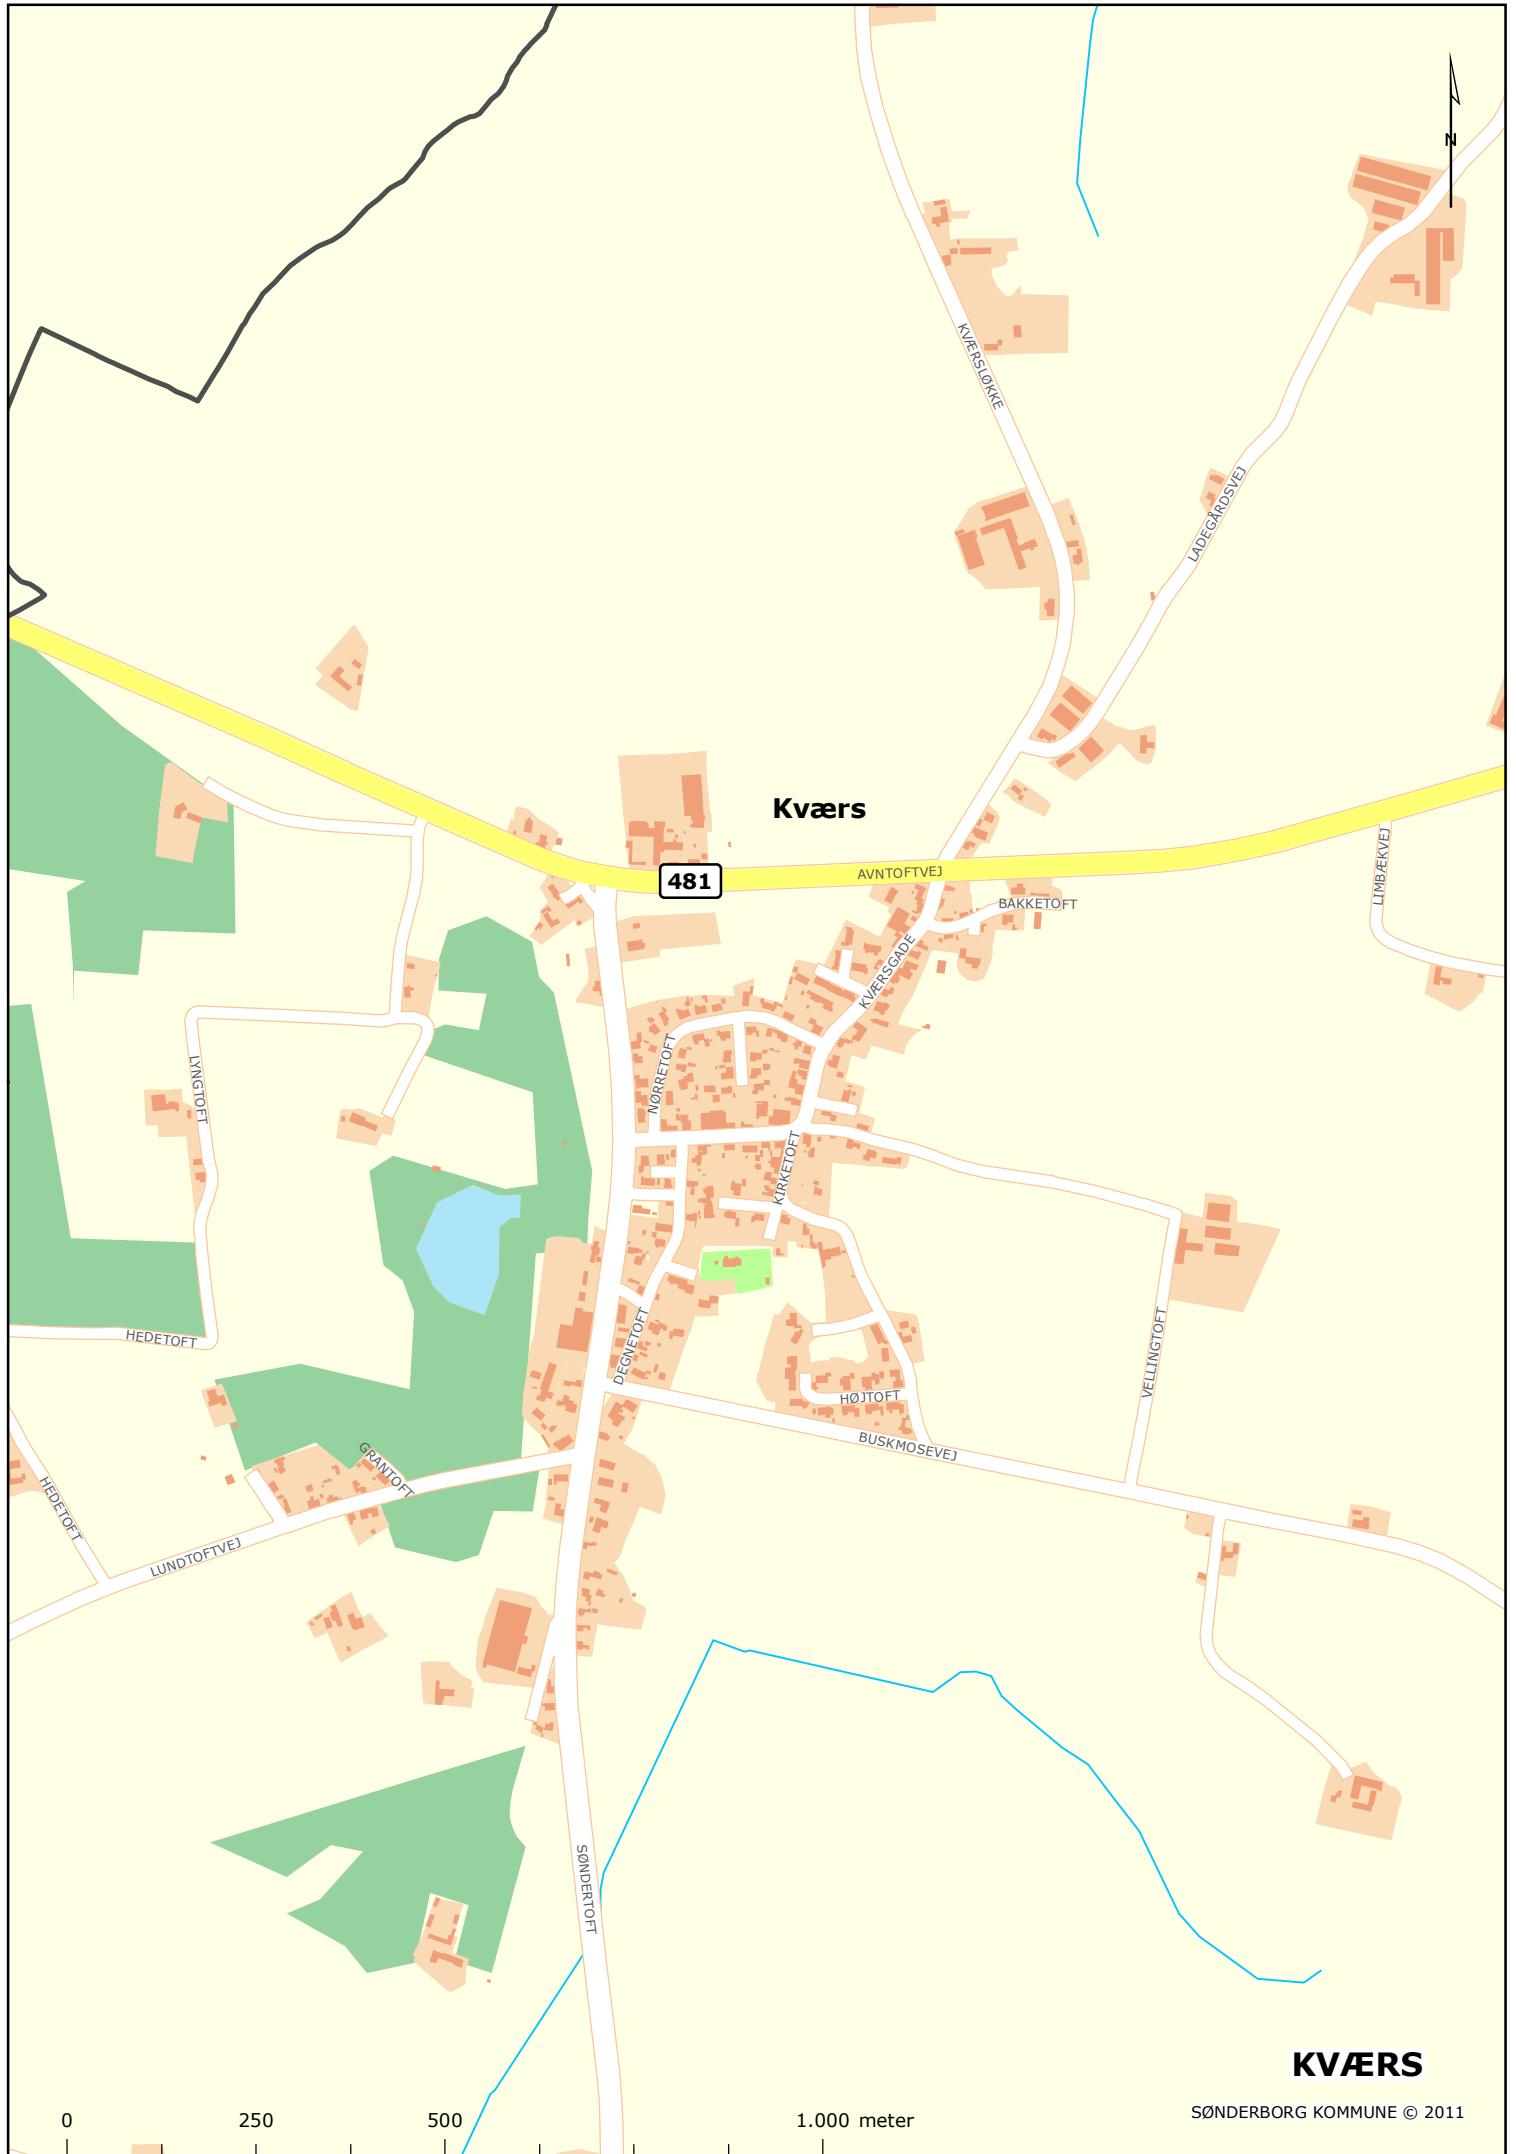 N
KVÆRSLØKKE
LADEGÅRDSVEJ
Kværs
481
AVNTOFTVEJ
LIMBÆKVEJ
BAKKETOFT
KVÆRSGADE
NØRRETOFT
LYNGTOFT
KIRKETOFT
HEDETOFT
DEGNETOFT
VELLINGTOFT
HØJTOFT
BUSKMOSEVEJ
GRANTOFT
HEDETOFT
LUNDTOFTVEJ
SØNDERTOFT
KVÆRS
SØNDERBORG KOMMUNE © 2011
0 250 500 1.000 meter